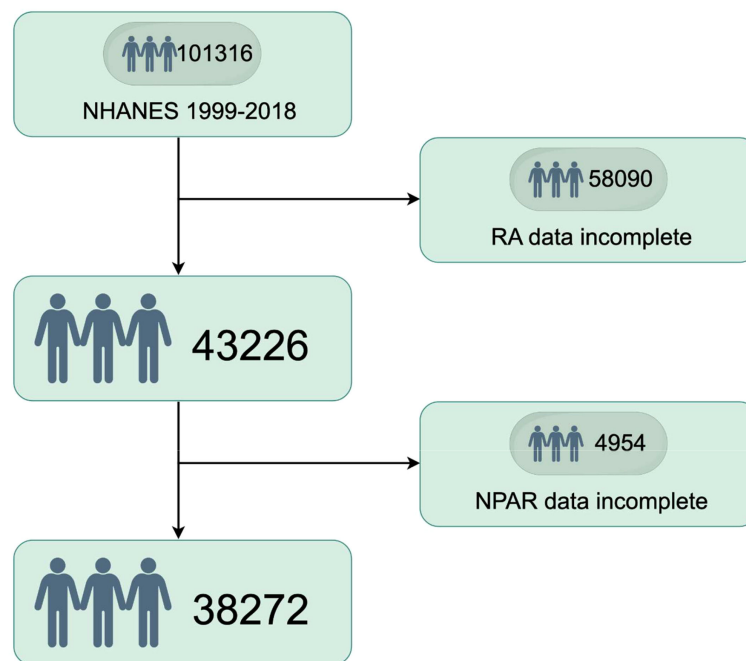 101316
NHANES 1999-2018
58090
RA data incomplete
43226
4954
NPAR data incomplete
38272